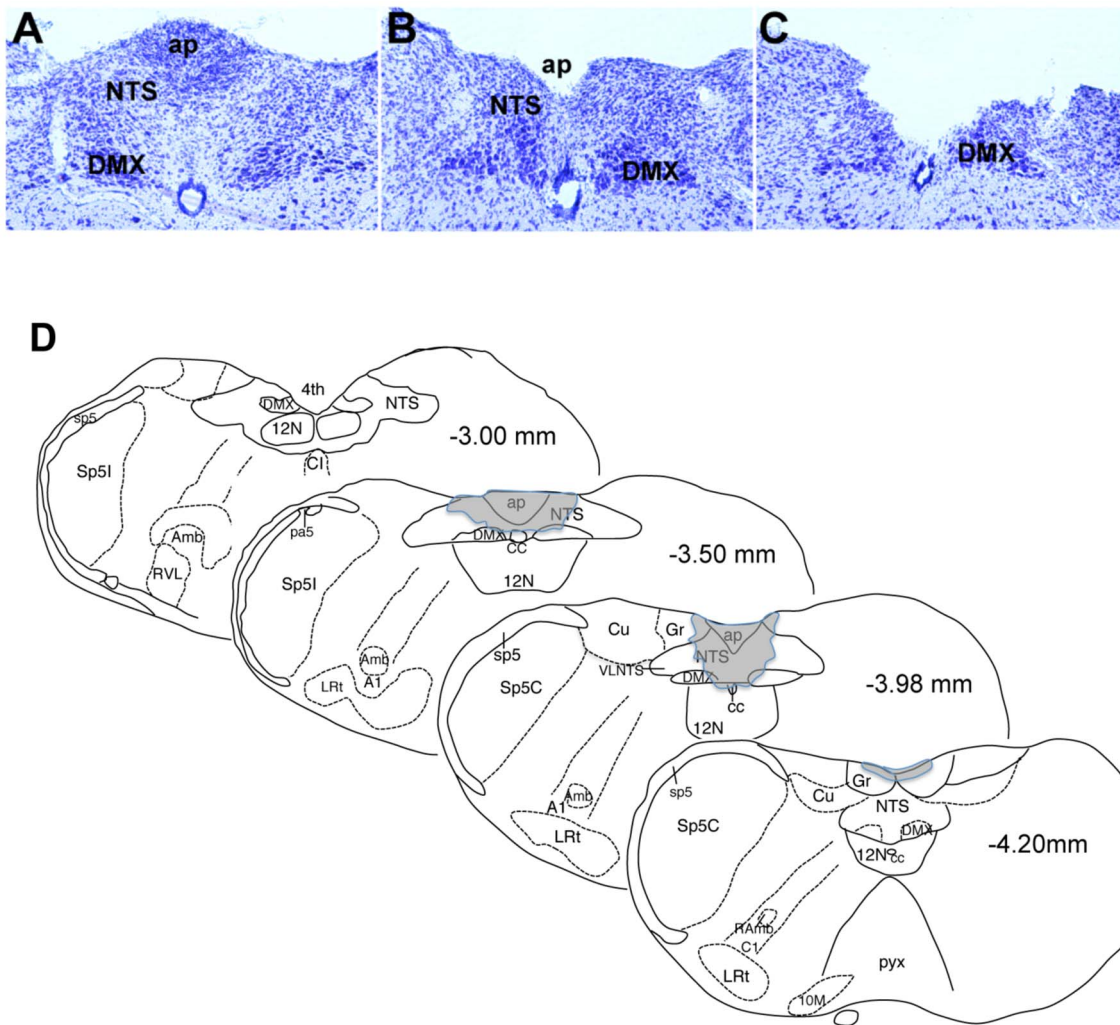 A
ap
NTS
DMX
B
ap
NTS
DMX
C
DMX
D
4th
DMX
NTS
12N
sp5
Sp5I
CI
-3.00 mm
Amb
RVL
ap
NTS
pa5
DMX
cc
Sp5I
12N
-3.50 mm
Amb
A1
LRt
Cu
Gr
ap
sp5
NTS
VLNTS
DMX
Sp5C
cc
-3.98 mm
12N
Amb
A1
LRt
sp5
Gr
Cu
NTS
Sp5C
DMX
12N
cc
-4.20mm
RAmb
C1
LRt
pyx
10M